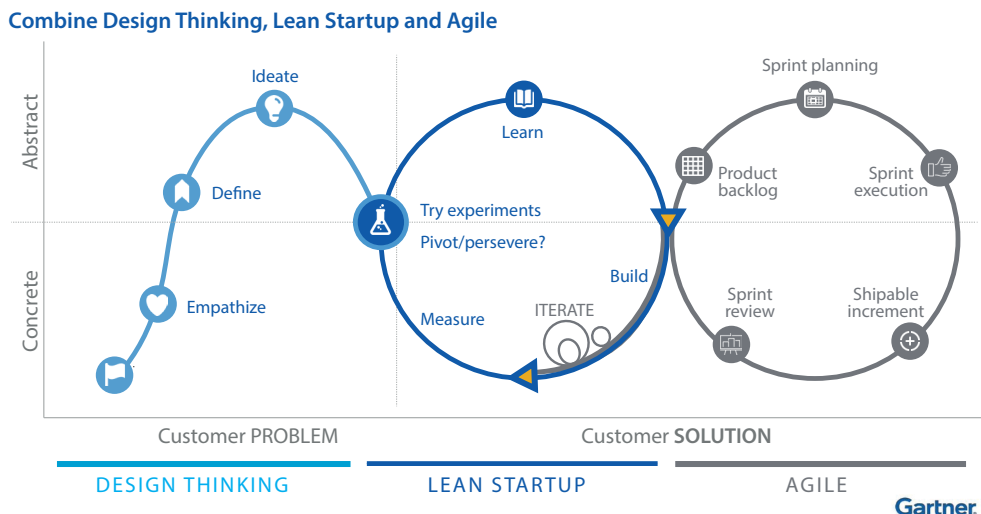 Combine Design Thinking, Lean Startup and Agile
Abstract
Concrete
Ideate
Define
Empathize
Learn
Try experiments
Pivot/persevere?
Measure
Build
ITERATE
Sprint planning
Product
backlog
Sprint
execution
Sprint
review
Shipable
increment
Customer PROBLEM
Customer SOLUTION
DESIGN THINKING
LEAN STARTUP
AGILE
Gartner